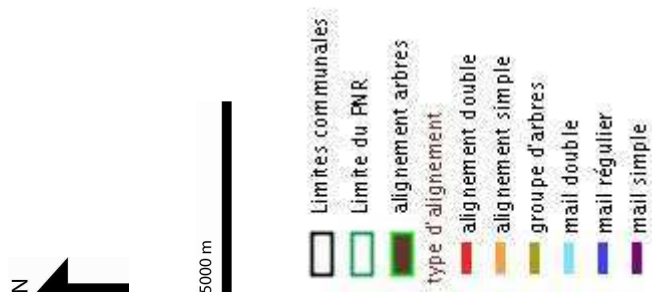 N
5000 m
Limites communales
Limite du PNR
alignement arbres
type d'alignement
alignement double
alignement simple
groupe d'arbres
mail double
mail régulier
mail simple